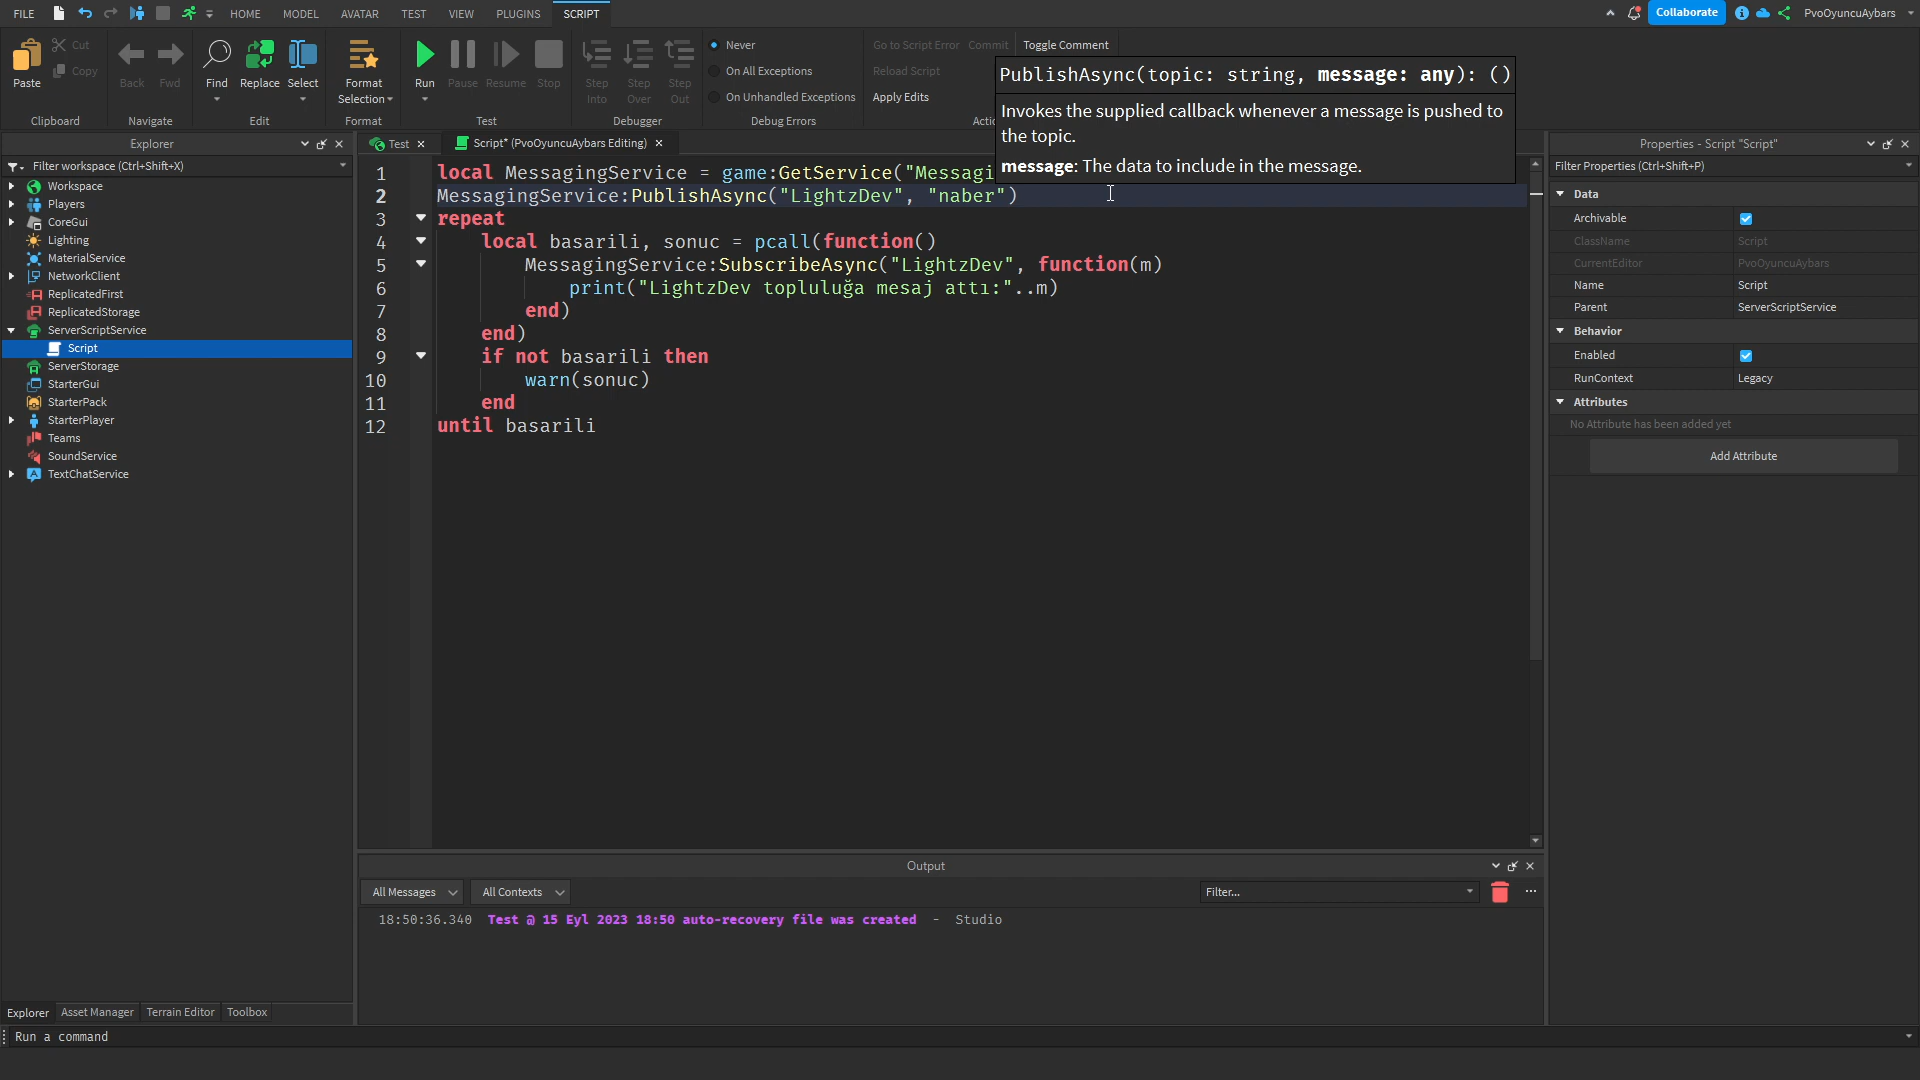 FILE HOME MODEL AVATAR TEST VIEW PLUGINS SCRIPT Collaborate PvoOyuncuAybars
Paste Cut Copy Back Fwd Find Replace Select Format Selection Run Pause Resume Stop Step Into Step Over Step Out
Never
On All Exceptions
On Unhandled Exceptions
Go to Script Error Commit Toggle Comment
Reload Script
Apply Edits
Clipboard Navigate Edit Format Test Debugger Debug Errors
PublishAsync(topic: string, message: any): ()
Invokes the supplied callback whenever a message is pushed to
the topic.
message: The data to include in the message.
Explorer
Filter workspace (Ctrl+Shift+X)
Workspace
Players
CoreGui
Lighting
MaterialService
NetworkClient
ReplicatedFirst
ReplicatedStorage
ServerScriptService
Script
ServerStorage
StarterGui
StarterPack
StarterPlayer
Teams
SoundService
TextChatService
Test Script* (PvoOyuncuAybars Editing)
1 local MessagingService = game:GetService("Messagi
2 MessagingService:PublishAsync("LightzDev", "naber")
3 repeat
4 local basarili, sonuc = pcall(function()
5 MessagingService:SubscribeAsync("LightzDev", function(m)
6 print("LightzDev topluluğa mesaj attı:"..m)
7 end)
8 end)
9 if not basarili then
10 warn(sonuc)
11 end
12 until basarili
Properties - Script "Script"
Filter Properties (Ctrl+Shift+P)
Data
Archivable
ClassName Script
CurrentEditor PvoOyuncuAybars
Name Script
Parent ServerScriptService
Behavior
Enabled
RunContext Legacy
Attributes
No Attribute has been added yet
Add Attribute
Output
All Messages All Contexts Filter...
18:50:36.340 Test @ 15 Eyl 2023 18:50 auto-recovery file was created - Studio
Explorer Asset Manager Terrain Editor Toolbox
Run a command